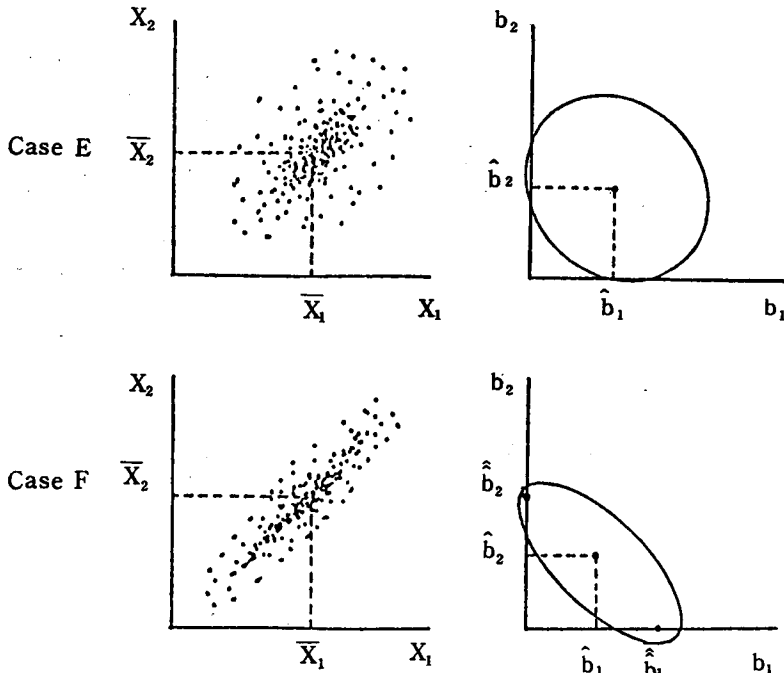 X₂
b₂
Case E
X̅₂
b̂₂
X̅₁
X₁
b̂₁
b₁
X₂
b₂
Case F
X̅₂
b̂̂₂
b̂₂
X̅₁
X₁
b̂₁
b̂̂₁
b₁